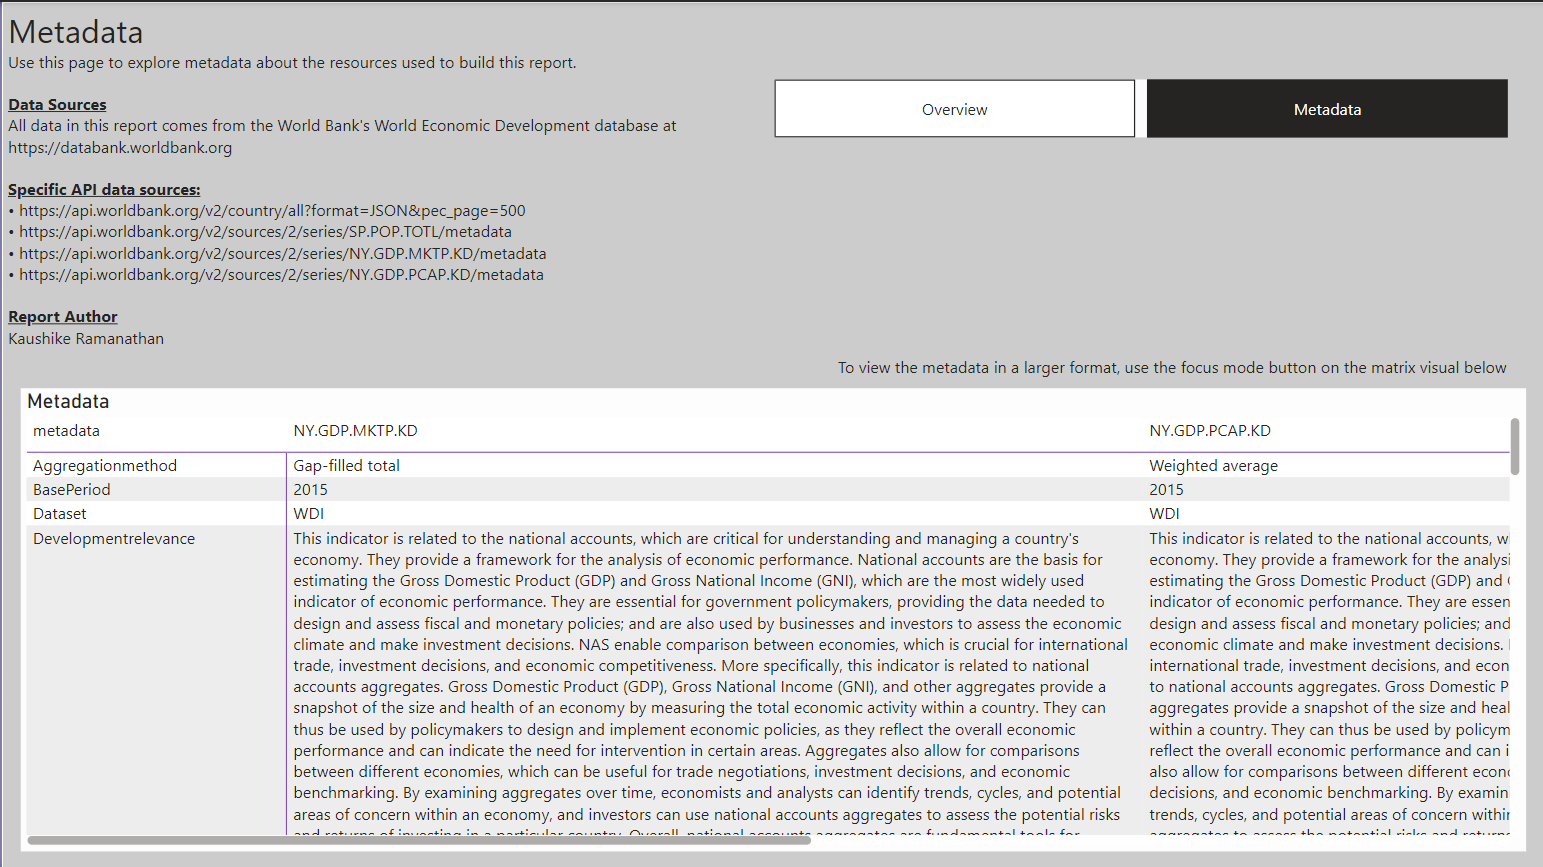 Metadata
Use this page to explore metadata about the resources used to build this report.
Overview
Metadata
Data Sources
All data in this report comes from the World Bank's World Economic Development database at
https://databank.worldbank.org
Specific API data sources:
• https://api.worldbank.org/v2/country/all?format=JSON&pec_page=500
• https://api.worldbank.org/v2/sources/2/series/SP.POP.TOTL/metadata
• https://api.worldbank.org/v2/sources/2/series/NY.GDP.MKTP.KD/metadata
• https://api.worldbank.org/v2/sources/2/series/NY.GDP.PCAP.KD/metadata
Report Author
Kaushike Ramanathan
To view the metadata in a larger format, use the focus mode button on the matrix visual below
Metadata
metadata NY.GDP.MKTP.KD NY.GDP.PCAP.KD
Aggregationmethod Gap-filled total Weighted average
BasePeriod 2015 2015
Dataset WDI WDI
Developmentrelevance
This indicator is related to the national accounts, which are critical for understanding and managing a country's
economy. They provide a framework for the analysis of economic performance. National accounts are the basis for
estimating the Gross Domestic Product (GDP) and Gross National Income (GNI), which are the most widely used
indicator of economic performance. They are essential for government policymakers, providing the data needed to
design and assess fiscal and monetary policies; and are also used by businesses and investors to assess the economic
climate and make investment decisions. NAS enable comparison between economies, which is crucial for international
trade, investment decisions, and economic competitiveness. More specifically, this indicator is related to national
accounts aggregates. Gross Domestic Product (GDP), Gross National Income (GNI), and other aggregates provide a
snapshot of the size and health of an economy by measuring the total economic activity within a country. They can
thus be used by policymakers to design and implement economic policies, as they reflect the overall economic
performance and can indicate the need for intervention in certain areas. Aggregates also allow for comparisons
between different economies, which can be useful for trade negotiations, investment decisions, and economic
benchmarking. By examining aggregates over time, economists and analysts can identify trends, cycles, and potential
areas of concern within an economy, and investors can use national accounts aggregates to assess the potential risks
and returns of investing in a particular country. Overall, national accounts aggregates are fundamental tools for
This indicator is related to the national accounts, w
economy. They provide a framework for the analysi
estimating the Gross Domestic Product (GDP) and
indicator of economic performance. They are essen
design and assess fiscal and monetary policies; and
economic climate and make investment decisions.
international trade, investment decisions, and econ
to national accounts aggregates. Gross Domestic P
aggregates provide a snapshot of the size and heal
within a country. They can thus be used by policym
reflect the overall economic performance and can i
also allow for comparisons between different econ
decisions, and economic benchmarking. By examin
trends, cycles, and potential areas of concern within
aggregates to assess the potential risks and returns